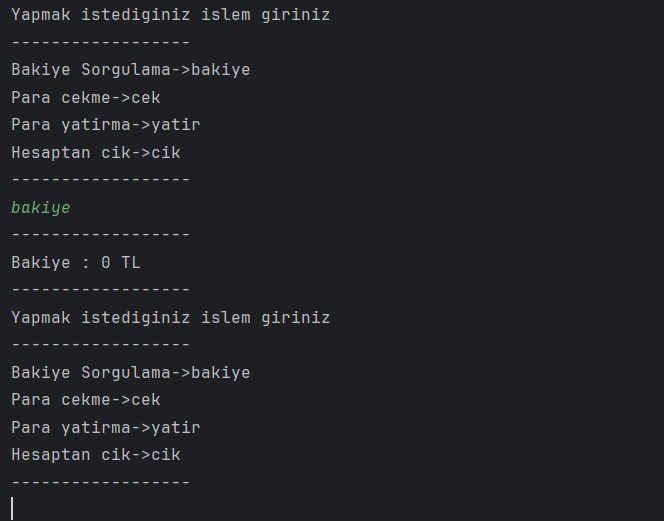 Yapmak istediginiz islem giriniz
------------------
Bakiye Sorgulama->bakiye
Para cekme->cek
Para yatirma->yatir
Hesaptan cik->cik
------------------
bakiye
------------------
Bakiye : 0 TL
------------------
Yapmak istediginiz islem giriniz
------------------
Bakiye Sorgulama->bakiye
Para cekme->cek
Para yatirma->yatir
Hesaptan cik->cik
------------------